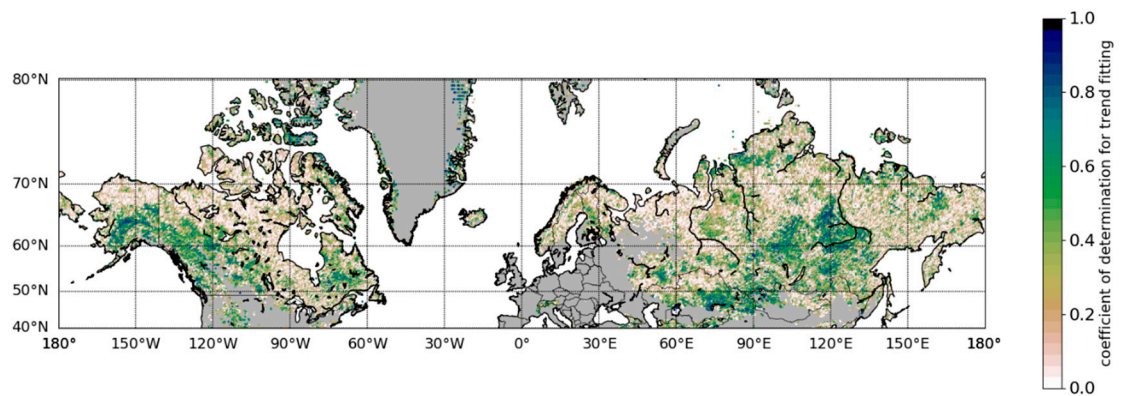 1.0
80°N
0.8
70°N
0.6
60°N
0.4
50°N
0.2
40°N
180° 150°W 120°W 90°W 60°W 30°W 0° 30°E 60°E 90°E 120°E 150°E 180°
0.0
coefficient of determination for trend fitting